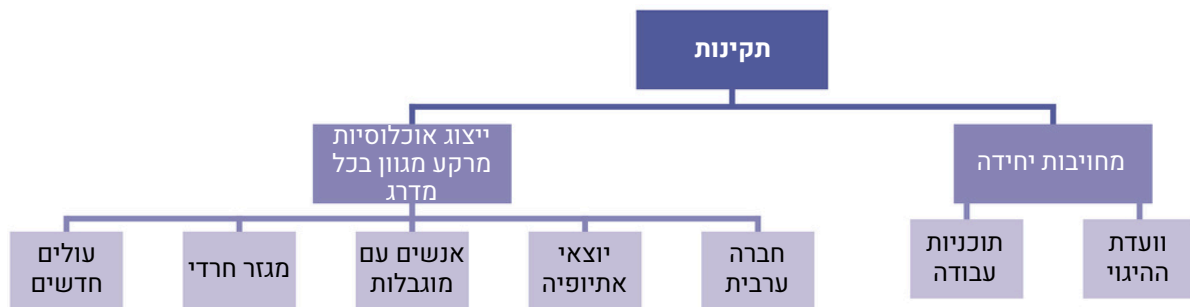 תקינות
מחויבות יחידה
ייצוג אוכלוסיות
מרקע מגוון בכל
מדרג
וועדת
ההיגוי
תוכניות
עבודה
חברה
ערבית
יוצאי
אתיופיה
אנשים עם
מוגבלות
מגזר חרדי
עולים
חדשים